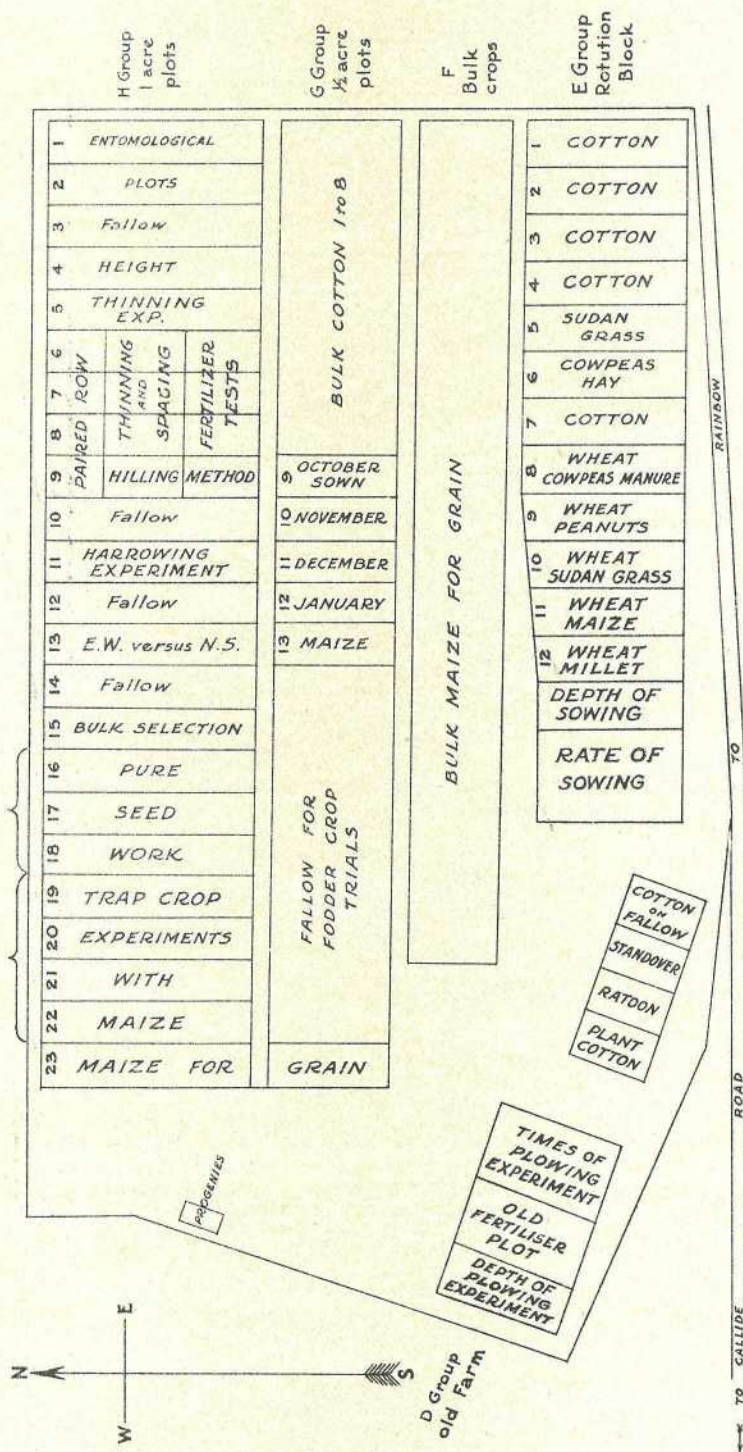 H Group
1 acre
plots
G Group
½ acre
plots
F
Bulk
crops
E Group
Rotution
Block
1 ENTOMOLOGICAL
2 PLOTS
3 Fallow
4 HEIGHT
5 THINNING
EXP.
6
7
8
9
PAIRED ROW
THINNING
AND
SPACING
FERTILIZER
TESTS
HILLING METHOD
10 Fallow
11 HARROWING
EXPERIMENT
12 Fallow
13 E.W. versus N.S.
14 Fallow
15 BULK SELECTION
16 PURE
17 SEED
18 WORK
19 TRAP CROP
20 EXPERIMENTS
21 WITH
22 MAIZE
23 MAIZE FOR GRAIN
BULK COTTON 1 to 8
9 OCTOBER
SOWN
10 NOVEMBER
11 DECEMBER
12 JANUARY
13 MAIZE
FALLOW FOR
FODDER CROP
TRIALS
BULK MAIZE FOR GRAIN
1 COTTON
2 COTTON
3 COTTON
4 COTTON
5 SUDAN
GRASS
6 COWPEAS
HAY
7 COTTON
8 WHEAT
COWPEAS MANURE
9 WHEAT
PEANUTS
10 WHEAT
SUDAN GRASS
11 WHEAT
MAIZE
12 WHEAT
MILLET
DEPTH OF
SOWING
RATE OF
SOWING
COTTON
ON
FALLOW
STANDOVER
RATOON
PLANT
COTTON
TIMES OF
PLOWING
EXPERIMENT
OLD
FERTILISER
PLOT
DEPTH OF
PLOWING
EXPERIMENT
PROGENIES
D Group
old Farm
N
E
S
W
TO CALLIDE
ROAD
TO
RAINBOW